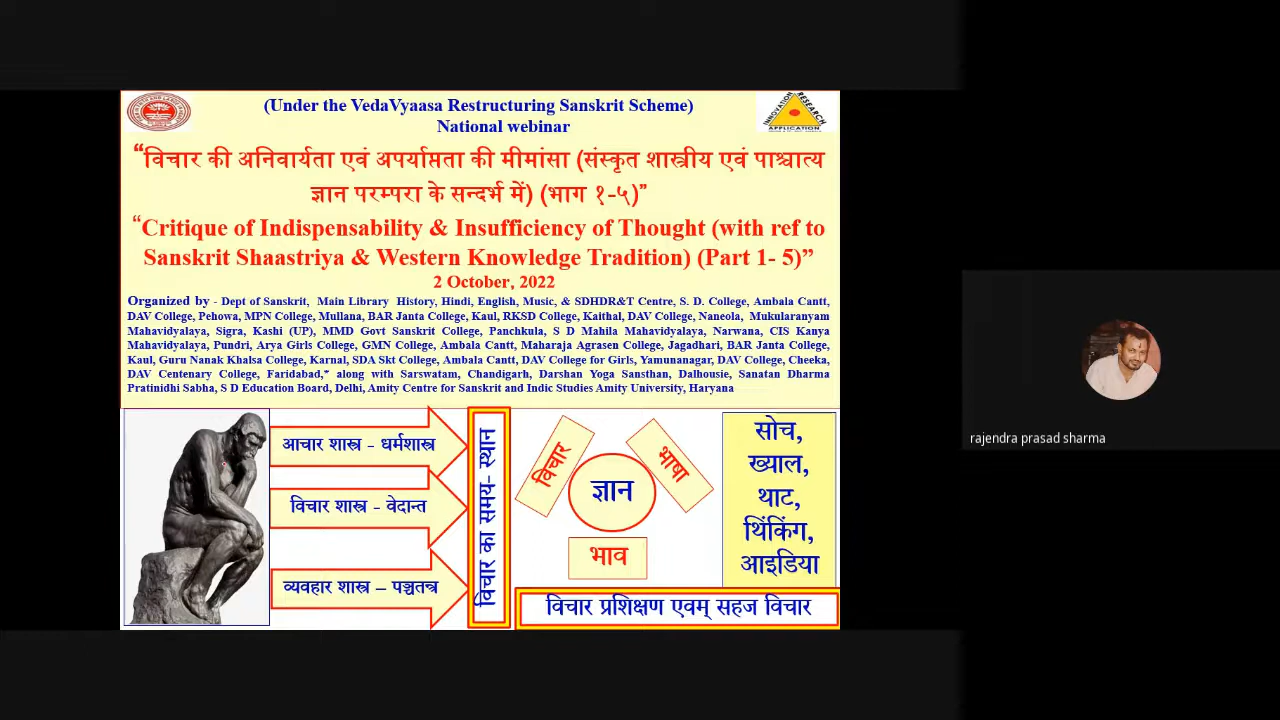 (Under the VedaVyaasa Restructuring Sanskrit Scheme)
National webinar
“विचार की अनिवार्यता एवं अपर्याप्तता की मीमांसा (संस्कृत शास्त्रीय एवं पाश्चात्य
ज्ञान परम्परा के सन्दर्भ में) (भाग १-५)”
“Critique of Indispensability & Insufficiency of Thought (with ref to
Sanskrit Shaastriya & Western Knowledge Tradition) (Part 1- 5)”
2 October, 2022
Organized by - Dept of Sanskrit, Main Library History, Hindi, English, Music, & SDHDR&T Centre, S. D. College, Ambala Cantt,
DAV College, Pehowa, MPN College, Mullana, BAR Janta College, Kaul, RKSD College, Kaithal, DAV College, Naneola, Mukularanyam
Mahavidyalaya, Sigra, Kashi (UP), MMD Govt Sanskrit College, Panchkula, S D Mahila Mahavidyalaya, Narwana, CIS Kanya
Mahavidyalaya, Pundri, Arya Girls College, GMN College, Ambala Cantt, Maharaja Agrasen College, Jagadhari, BAR Janta College,
Kaul, Guru Nanak Khalsa College, Karnal, SDA Skt College, Ambala Cantt, DAV College for Girls, Yamunanagar, DAV College, Cheeka,
DAV Centenary College, Faridabad,* along with Sarswatam, Chandigarh, Darshan Yoga Sansthan, Dalhousie, Sanatan Dharma
Pratinidhi Sabha, S D Education Board, Delhi, Amity Centre for Sanskrit and Indic Studies Amity University, Haryana
INNOVATION
RESEARCH
APPLICATION
आचार शास्त्र - धर्मशास्त्र
विचार शास्त्र - वेदान्त
व्यवहार शास्त्र – पञ्चतन्त्र
विचार का समय- स्थान
विचार
भाषा
ज्ञान
भाव
सोच,
ख्याल,
थाट,
थिंकिंग,
आइडिया
विचार प्रशिक्षण एवम् सहज विचार
rajendra prasad sharma